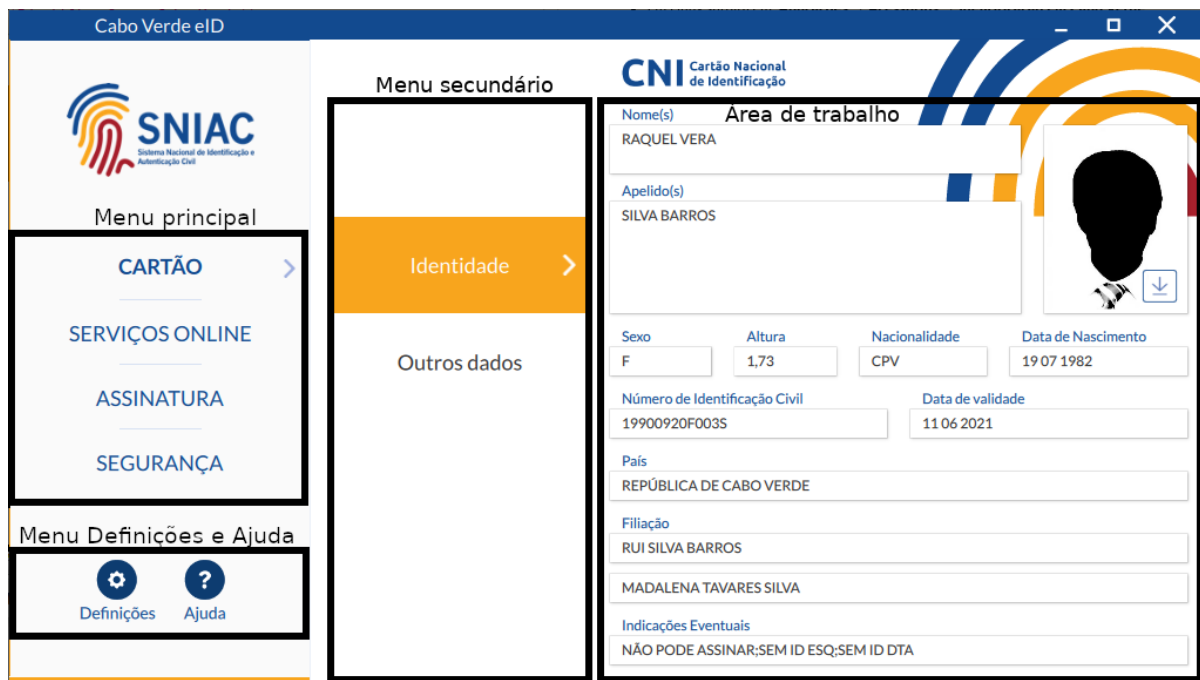 Cabo Verde eID
SNIAC
Sistema Nacional de Identificação e
Autenticação Civil
Menu principal
CARTÃO
SERVIÇOS ONLINE
ASSINATURA
SEGURANÇA
Menu Definições e Ajuda
Definições
? Ajuda
Menu secundário
Identidade
Outros dados
CNI Cartão Nacional
de Identificação
Área de trabalho
Nome(s)
RAQUEL VERA
Apelido(s)
SILVA BARROS
Sexo Altura Nacionalidade Data de Nascimento
F 1,73 CPV 19 07 1982
Número de Identificação Civil Data de validade
19900920F003S 11 06 2021
País
REPÚBLICA DE CABO VERDE
Filiação
RUI SILVA BARROS
MADALENA TAVARES SILVA
Indicações Eventuais
NÃO PODE ASSINAR;SEM ID ESQ;SEM ID DTA